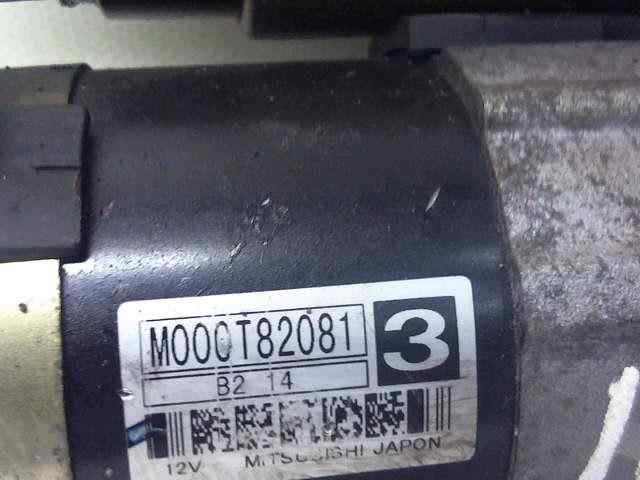 M000T82081
3
B2 14
12V MITSUBISHI JAPON